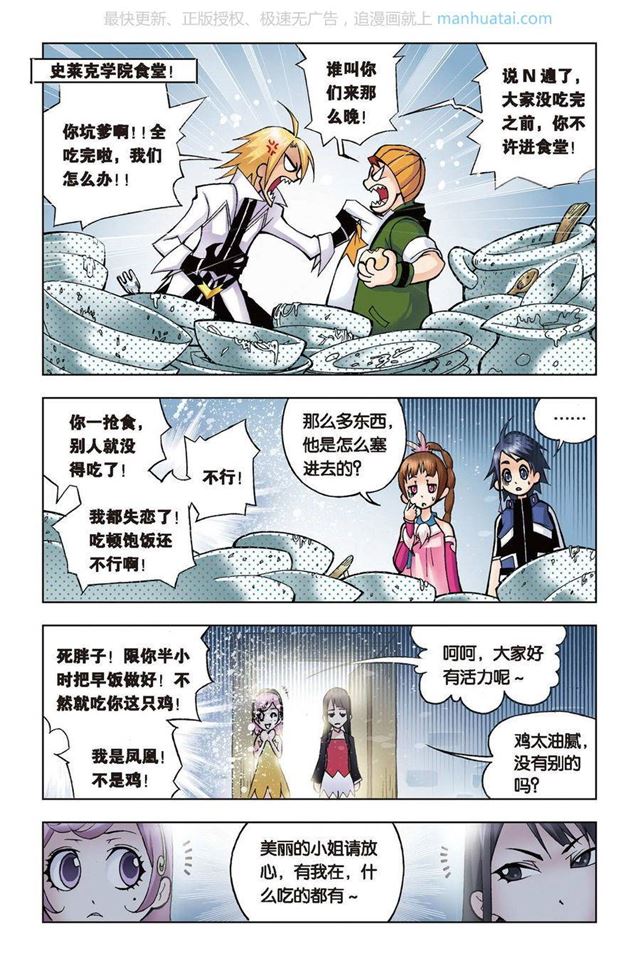 最快更新、正版授权、极速无广告，追漫画就上 manhuatai.com
史莱克学院食堂！
你坑爹啊！！全
吃完啦，我们
怎么办！！
谁叫你
们来那
么晚！
说N遍了，
大家没吃完
之前，你不
许进食堂！
你一抢食，
别人就没
得吃了！
不行！
我都失恋了！
吃顿饱饭还
不行啊！
那么多东西，
他是怎么塞
进去的？
……
死胖子！限你半小
时把早饭做好！不
然就吃你这只鸡！
我是凤凰！
不是鸡！
呵呵，大家好
有活力呢～
鸡太油腻，
没有别的
吗？
美丽的小姐请放
心，有我在，什
么吃的都有～